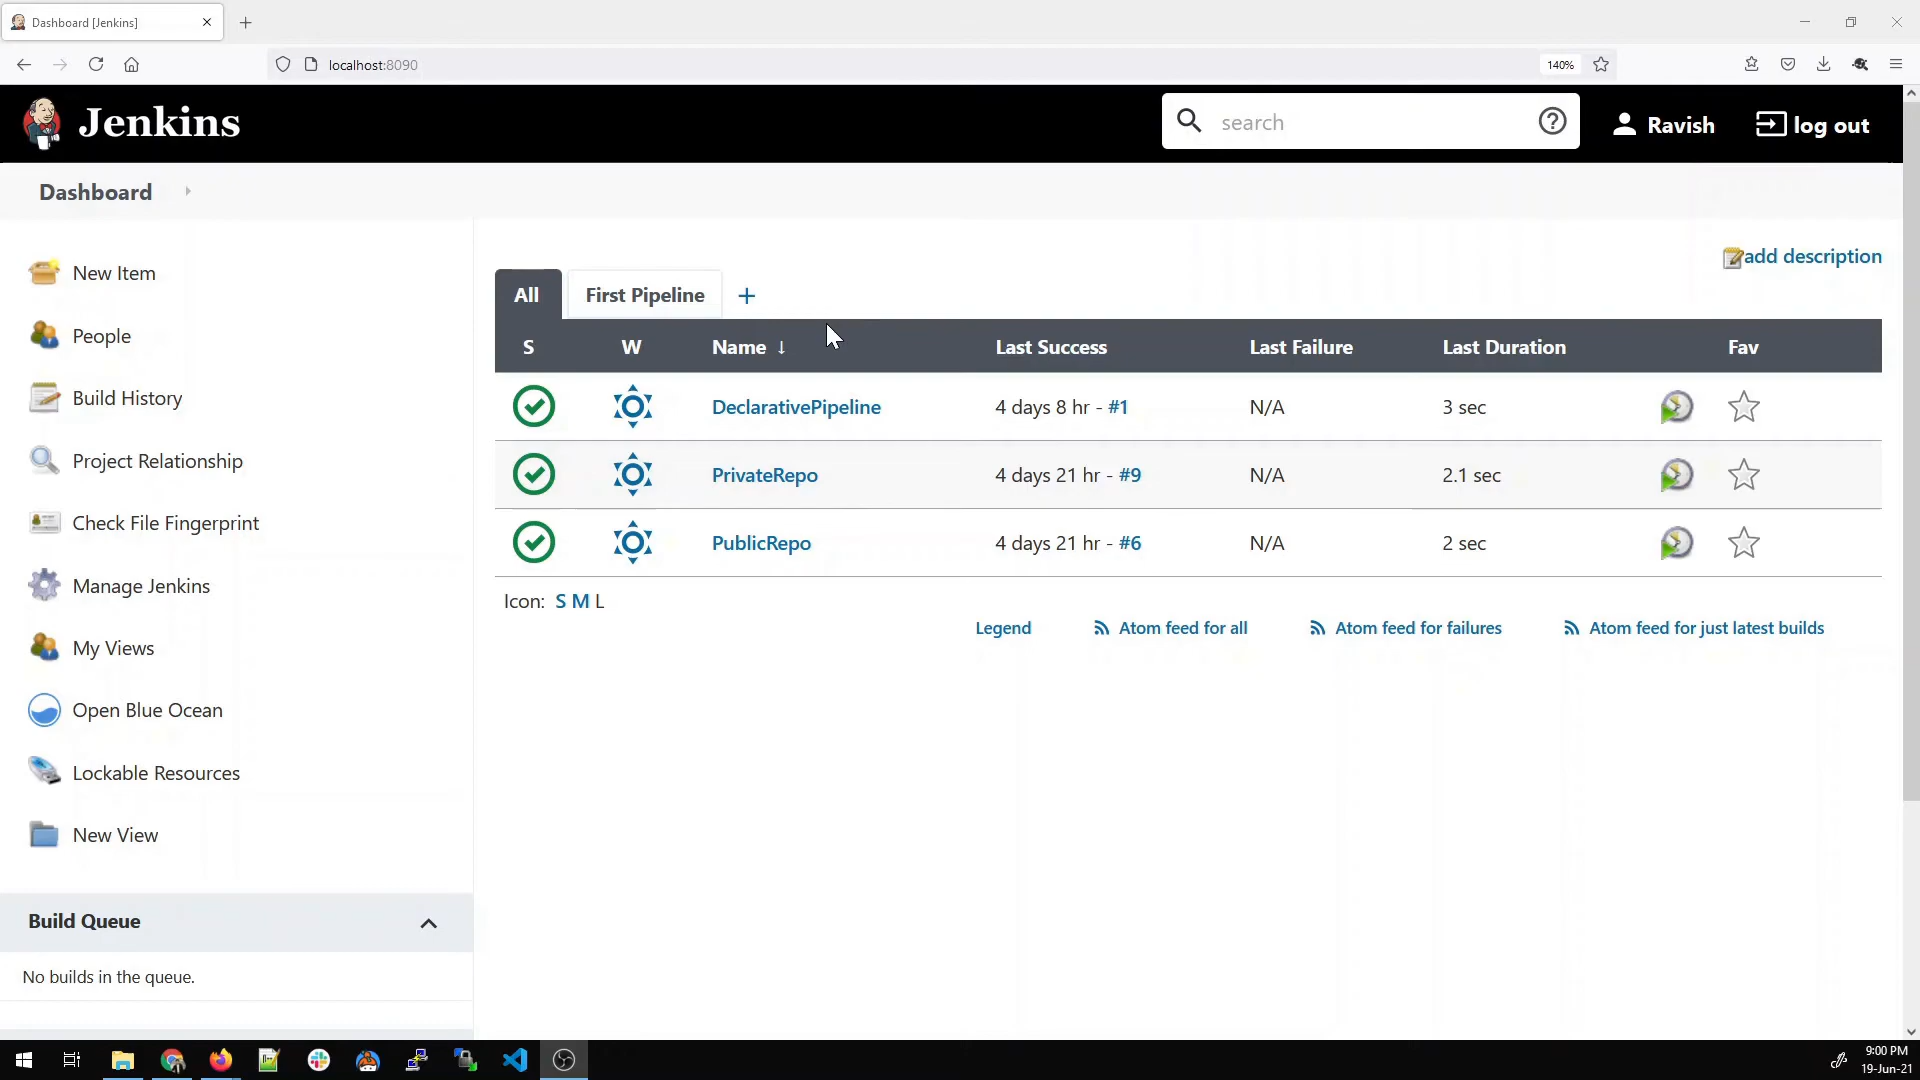 Dashboard [Jenkins]
localhost:8090
140%
Jenkins
search
Ravish
log out
Dashboard
New Item
People
Build History
Project Relationship
Check File Fingerprint
Manage Jenkins
My Views
Open Blue Ocean
Lockable Resources
New View
Build Queue
No builds in the queue.
add description
All
First Pipeline
+
S W Name ↓ Last Success Last Failure Last Duration Fav
DeclarativePipeline 4 days 8 hr - #1 N/A 3 sec
PrivateRepo 4 days 21 hr - #9 N/A 2.1 sec
PublicRepo 4 days 21 hr - #6 N/A 2 sec
Icon: S M L
Legend Atom feed for all Atom feed for failures Atom feed for just latest builds
9:00 PM
19-Jun-21